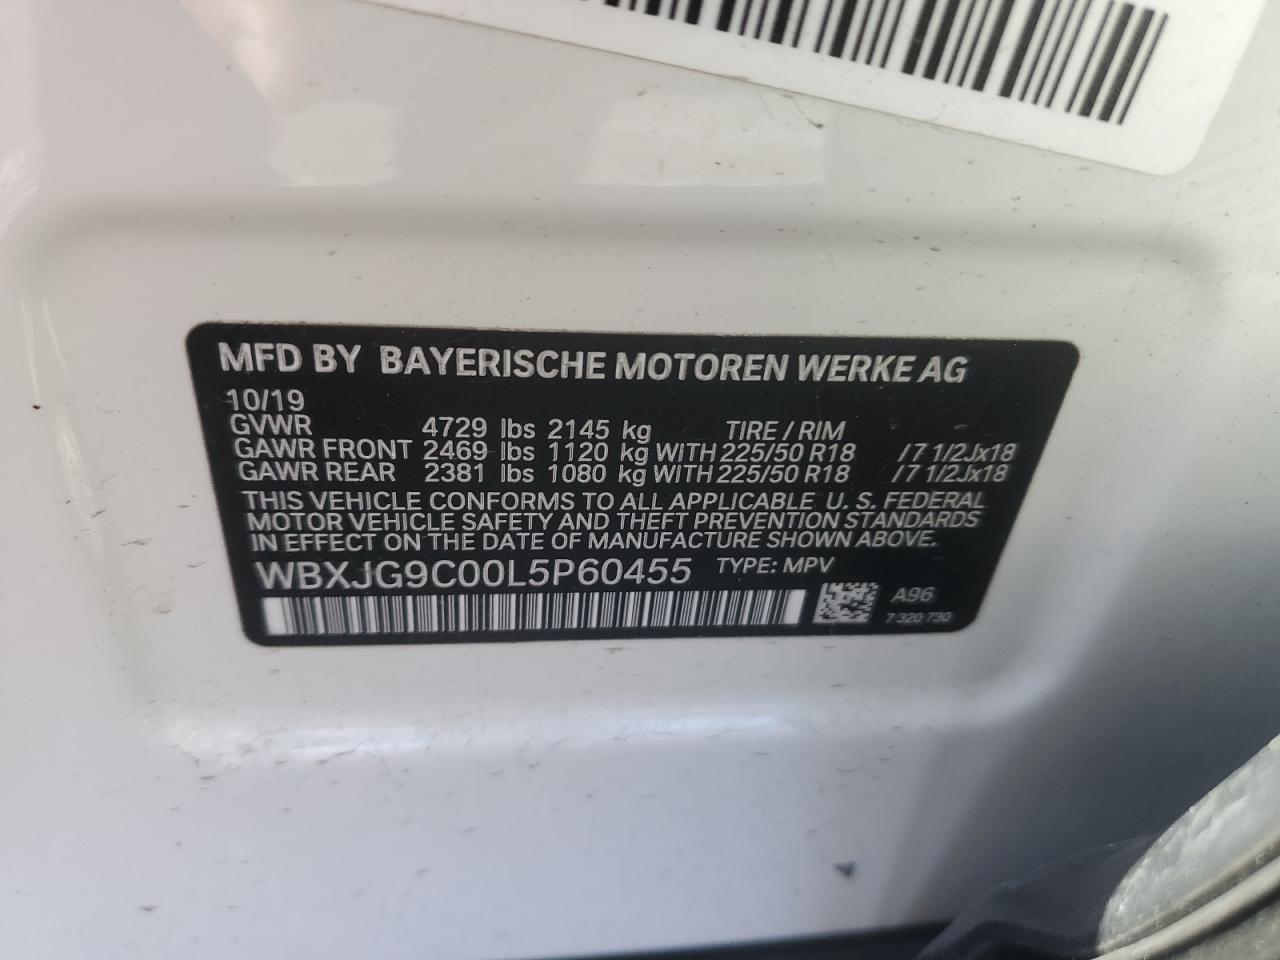 MFD BY BAYERISCHE MOTOREN WERKE AG
10/19
GVWR 4729 lbs 2145 kg TIRE / RIM
GAWR FRONT 2469 lbs 1120 kg WITH 225/50 R18 /7 1/2Jx18
GAWR REAR 2381 lbs 1080 kg WITH 225/50 R18 /7 1/2Jx18
THIS VEHICLE CONFORMS TO ALL APPLICABLE U. S. FEDERAL
MOTOR VEHICLE SAFETY AND THEFT PREVENTION STANDARDS
IN EFFECT ON THE DATE OF MANUFACTURE SHOWN ABOVE.
WBXJG9C00L5P60455 TYPE: MPV
A96
7 320 730